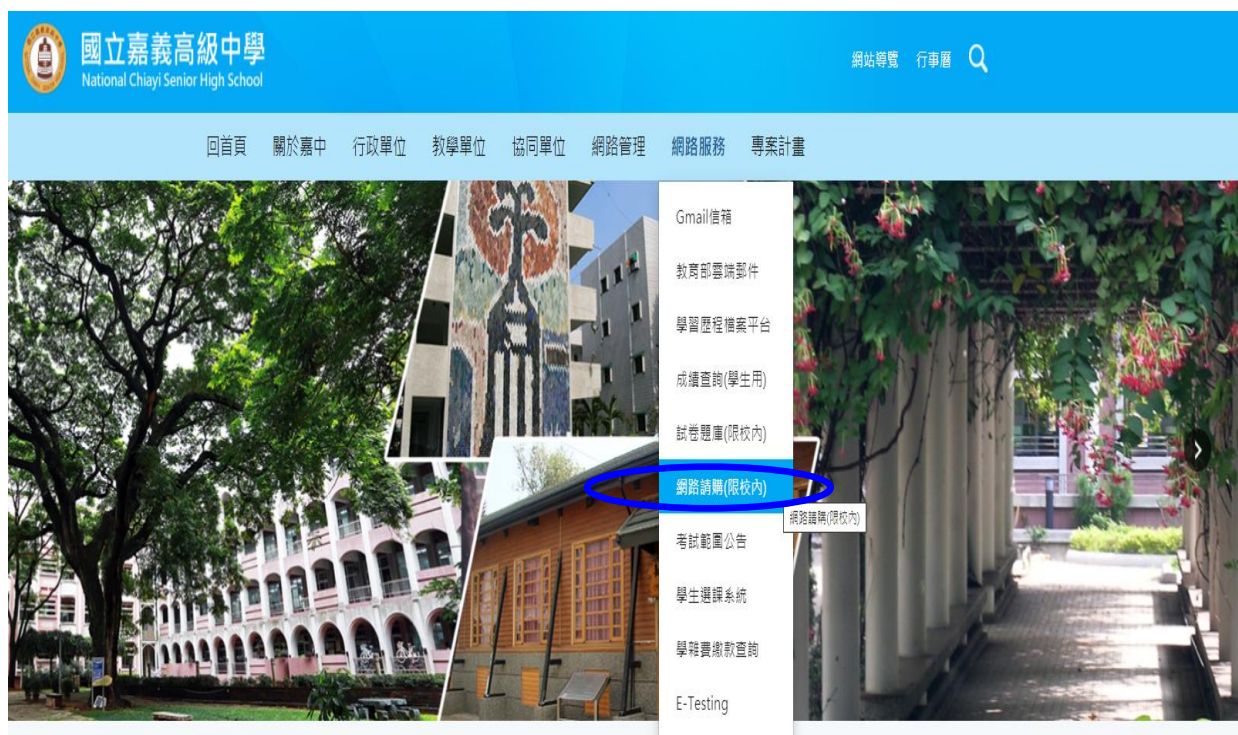 國立嘉義高級中學
National Chiayi Senior High School
網站導覽 行事曆
回首頁 關於嘉中 行政單位 教學單位 協同單位 網路管理 網路服務 專案計畫
Gmail信箱
教育部雲端郵件
學習歷程檔案平台
成績查詢(學生用)
試卷題庫(限校內)
網路請購(限校內)
網路請購(限校內)
考試範圍公告
學生選課系統
學雜費繳款查詢
E-Testing